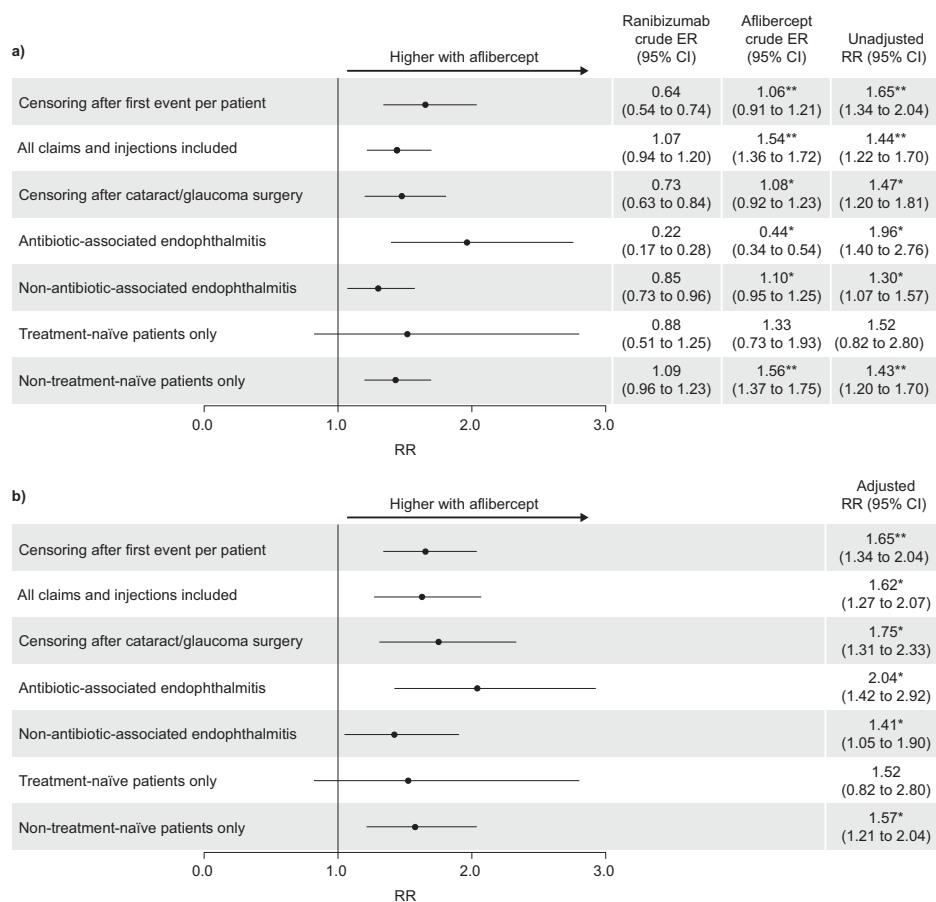 a)
Higher with aflibercept
Ranibizumab
crude ER
(95% CI)
Aflibercept
crude ER
(95% CI)
Unadjusted
RR (95% CI)
Censoring after first event per patient
0.64
(0.54 to 0.74)
1.06**
(0.91 to 1.21)
1.65**
(1.34 to 2.04)
All claims and injections included
1.07
(0.94 to 1.20)
1.54**
(1.36 to 1.72)
1.44**
(1.22 to 1.70)
Censoring after cataract/glaucoma surgery
0.73
(0.63 to 0.84)
1.08*
(0.92 to 1.23)
1.47*
(1.20 to 1.81)
Antibiotic-associated endophthalmitis
0.22
(0.17 to 0.28)
0.44*
(0.34 to 0.54)
1.96*
(1.40 to 2.76)
Non-antibiotic-associated endophthalmitis
0.85
(0.73 to 0.96)
1.10*
(0.95 to 1.25)
1.30*
(1.07 to 1.57)
Treatment-naïve patients only
0.88
(0.51 to 1.25)
1.33
(0.73 to 1.93)
1.52
(0.82 to 2.80)
Non-treatment-naïve patients only
1.09
(0.96 to 1.23)
1.56**
(1.37 to 1.75)
1.43**
(1.20 to 1.70)
0.0 1.0 2.0 3.0
RR
b)
Higher with aflibercept
Adjusted
RR (95% CI)
Censoring after first event per patient
1.65**
(1.34 to 2.04)
All claims and injections included
1.62*
(1.27 to 2.07)
Censoring after cataract/glaucoma surgery
1.75*
(1.31 to 2.33)
Antibiotic-associated endophthalmitis
2.04*
(1.42 to 2.92)
Non-antibiotic-associated endophthalmitis
1.41*
(1.05 to 1.90)
Treatment-naïve patients only
1.52
(0.82 to 2.80)
Non-treatment-naïve patients only
1.57*
(1.21 to 2.04)
0.0 1.0 2.0 3.0
RR